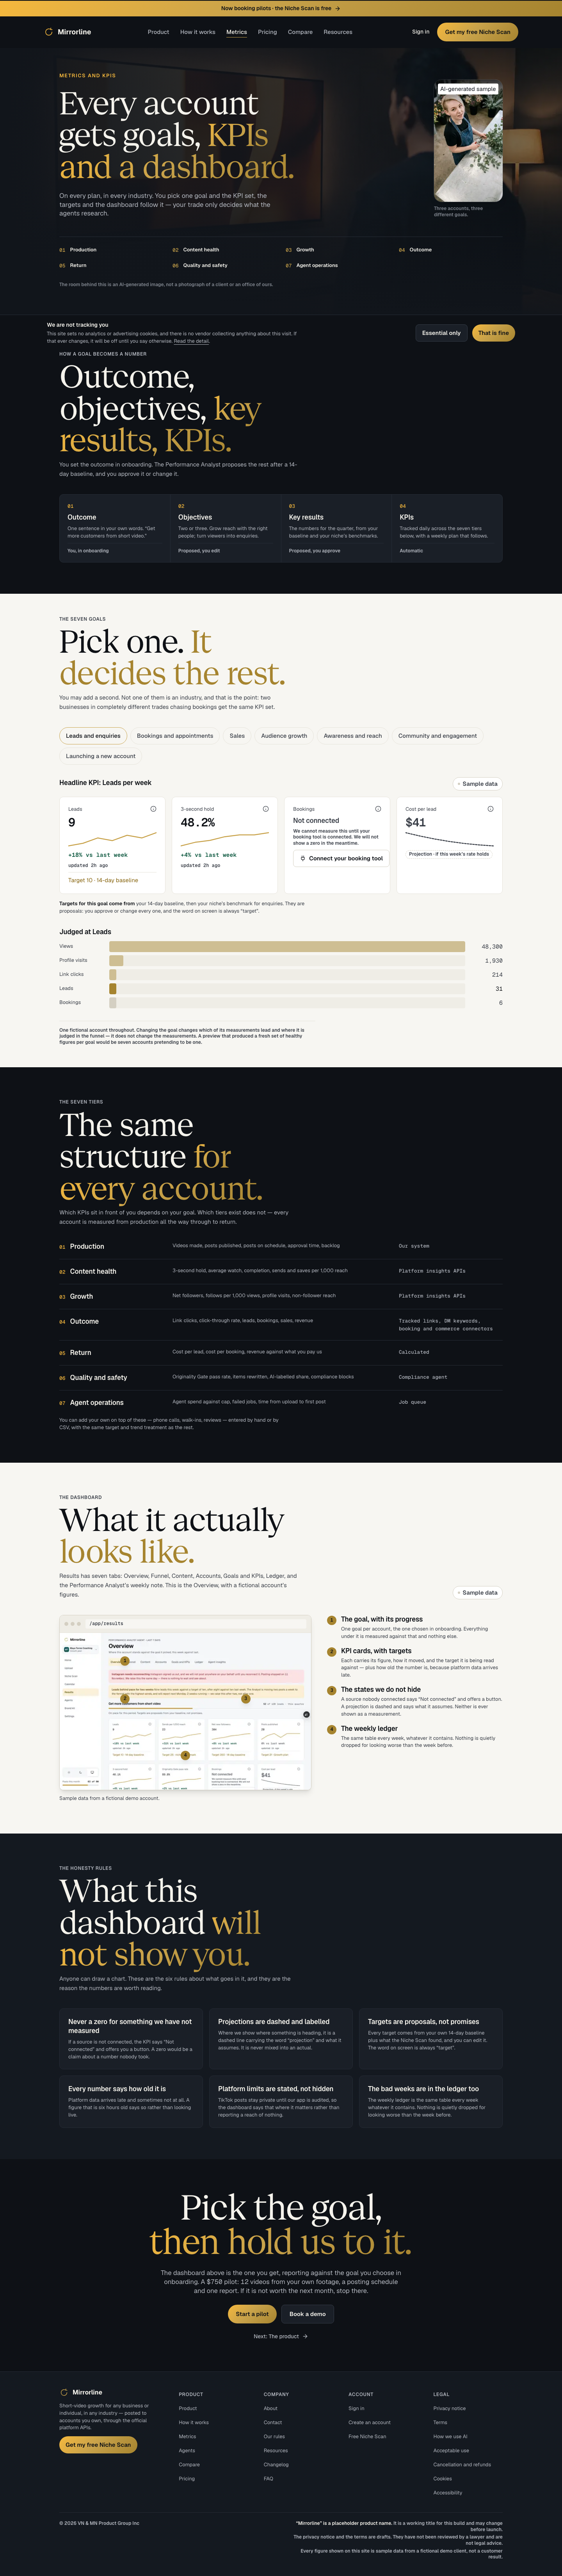 Now booking pilots · the Niche Scan is free →
Mirrorline
Product
How it works
Metrics
Pricing
Compare
Resources
Sign in
Get my free Niche Scan
METRICS AND KPIS
Every account
gets goals, KPIs
and a dashboard.
On every plan, in every industry. You pick one goal and the KPI set, the
targets and the dashboard follow it — your trade only decides what the
agents research.
AI-generated sample
Three accounts, three
different goals.
01 Production
02 Content health
03 Growth
04 Outcome
05 Return
06 Quality and safety
07 Agent operations
The room behind this is an AI-generated image, not a photograph of a client or an office of ours.
We are not tracking you
This site sets no analytics or advertising cookies, and there is no vendor collecting anything about this visit. If
that ever changes, it will be off until you say otherwise. Read the detail.
Essential only
That is fine
HOW A GOAL BECOMES A NUMBER
Outcome,
objectives, key
results, KPIs.
You set the outcome in onboarding. The Performance Analyst proposes the rest after a 14-
day baseline, and you approve it or change it.
01
Outcome
One sentence in your own words. "Get
more customers from short video."
You, in onboarding
02
Objectives
Two or three. Grow reach with the right
people; turn viewers into enquiries.
Proposed, you edit
03
Key results
The numbers for the quarter, from your
baseline and your niche's benchmarks.
Proposed, you approve
04
KPIs
Tracked daily across the seven tiers
below, with a weekly plan that follows.
Automatic
THE SEVEN GOALS
Pick one. It
decides the rest.
You may add a second. Not one of them is an industry, and that is the point: two
businesses in completely different trades chasing bookings get the same KPI set.
Leads and enquiries
Bookings and appointments
Sales
Audience growth
Awareness and reach
Community and engagement
Launching a new account
Headline KPI: Leads per week
Sample data
Leads
9
+18% vs last week
updated 2h ago
Target 10 · 14-day baseline
3-second hold
48.2%
+4% vs last week
updated 2h ago
Bookings
Not connected
We cannot measure this until your
booking tool is connected. We will not
show a zero in the meantime.
Connect your booking tool
Cost per lead
$41
Projection · if this week's rate holds
Targets for this goal come from your 14-day baseline, then your niche's benchmark for enquiries. They are
proposals: you approve or change every one, and the word on screen is always "target".
Judged at Leads
Views 48,300
Profile visits 1,930
Link clicks 214
Leads 31
Bookings 6
One fictional account throughout. Changing the goal changes which of its measurements lead and where it is
judged in the funnel — it does not change the measurements. A preview that produced a fresh set of healthy
figures per goal would be seven accounts pretending to be one.
THE SEVEN TIERS
The same
structure for
every account.
Which KPIs sit in front of you depends on your goal. Which tiers exist does not — every
account is measured from production all the way through to return.
01 Production
Videos made, posts published, posts on schedule, approval time, backlog
Our system
02 Content health
3-second hold, average watch, completion, sends and saves per 1,000 reach
Platform insights APIs
03 Growth
Net followers, follows per 1,000 views, profile visits, non-follower reach
Platform insights APIs
04 Outcome
Link clicks, click-through rate, leads, bookings, sales, revenue
Tracked links, DM keywords,
booking and commerce connectors
05 Return
Cost per lead, cost per booking, revenue against what you pay us
Calculated
06 Quality and safety
Originality Gate pass rate, items rewritten, AI-labelled share, compliance blocks
Compliance agent
07 Agent operations
Agent spend against cap, failed jobs, time from upload to first post
Job queue
You can add your own on top of these — phone calls, walk-ins, reviews — entered by hand or by
CSV, with the same target and trend treatment as the rest.
THE DASHBOARD
What it actually
looks like.
Results has seven tabs: Overview, Funnel, Content, Accounts, Goals and KPIs, Ledger, and
the Performance Analyst's weekly note. This is the Overview, with a fictional account's
figures.
Sample data
/app/results
Mirrorline
Overview
Not connected
$41
1
2
3
4
Sample data from a fictional demo account.
1 The goal, with its progress
One goal per account, the one chosen in onboarding. Everything
under it is measured against that and nothing else.
2 KPI cards, with targets
Each carries its figure, how it moved, and the target it is being read
against — plus how old the number is, because platform data arrives
late.
3 The states we do not hide
A source nobody connected says "Not connected" and offers a button.
A projection is dashed and says what it assumes. Neither is ever
shown as a measurement.
4 The weekly ledger
The same table every week, whatever it contains. Nothing is quietly
dropped for looking worse than the week before.
THE HONESTY RULES
What this
dashboard will
not show you.
Anyone can draw a chart. These are the six rules about what goes in it, and they are the
reason the numbers are worth reading.
Never a zero for something we have not
measured
If a source is not connected, the KPI says "Not
connected" and offers you a button. A zero would be a
claim about a number nobody took.
Projections are dashed and labelled
Where we show where something is heading, it is a
dashed line carrying the word "projection" and what it
assumes. It is never mixed into an actual.
Targets are proposals, not promises
Every target comes from your own 14-day baseline
plus what the Niche Scan found, and you can edit it.
The word on screen is always "target".
Every number says how old it is
Platform data arrives late and sometimes not at all. A
figure that is six hours old says so rather than looking
live.
Platform limits are stated, not hidden
TikTok posts stay private until our app is audited, so
the dashboard says that where it matters rather than
reporting a reach of nothing.
The bad weeks are in the ledger too
The weekly ledger is the same table every week
whatever it contains. Nothing is quietly dropped for
looking worse than the week before.
Pick the goal,
then hold us to it.
The dashboard above is the one you get, reporting against the goal you choose in
onboarding. A $750 pilot: 12 videos from your own footage, a posting schedule
and one report. If it is not worth the next month, stop there.
Start a pilot
Book a demo
Next: The product →
Mirrorline
Short-video growth for any business or
individual, in any industry — posted to
accounts you own, through the official
platform APIs.
Get my free Niche Scan
PRODUCT
Product
How it works
Metrics
Agents
Compare
Pricing
COMPANY
About
Contact
Our rules
Resources
Changelog
FAQ
ACCOUNT
Sign in
Create an account
Free Niche Scan
LEGAL
Privacy notice
Terms
How we use AI
Acceptable use
Cancellation and refunds
Cookies
Accessibility
© 2026 VN & MN Product Group Inc
"Mirrorline" is a placeholder product name. It is a working title for this build and may change
before launch.
The privacy notice and the terms are drafts. They have not been reviewed by a lawyer and are
not legal advice.
Every figure shown on this site is sample data from a fictional demo client, not a customer
result.